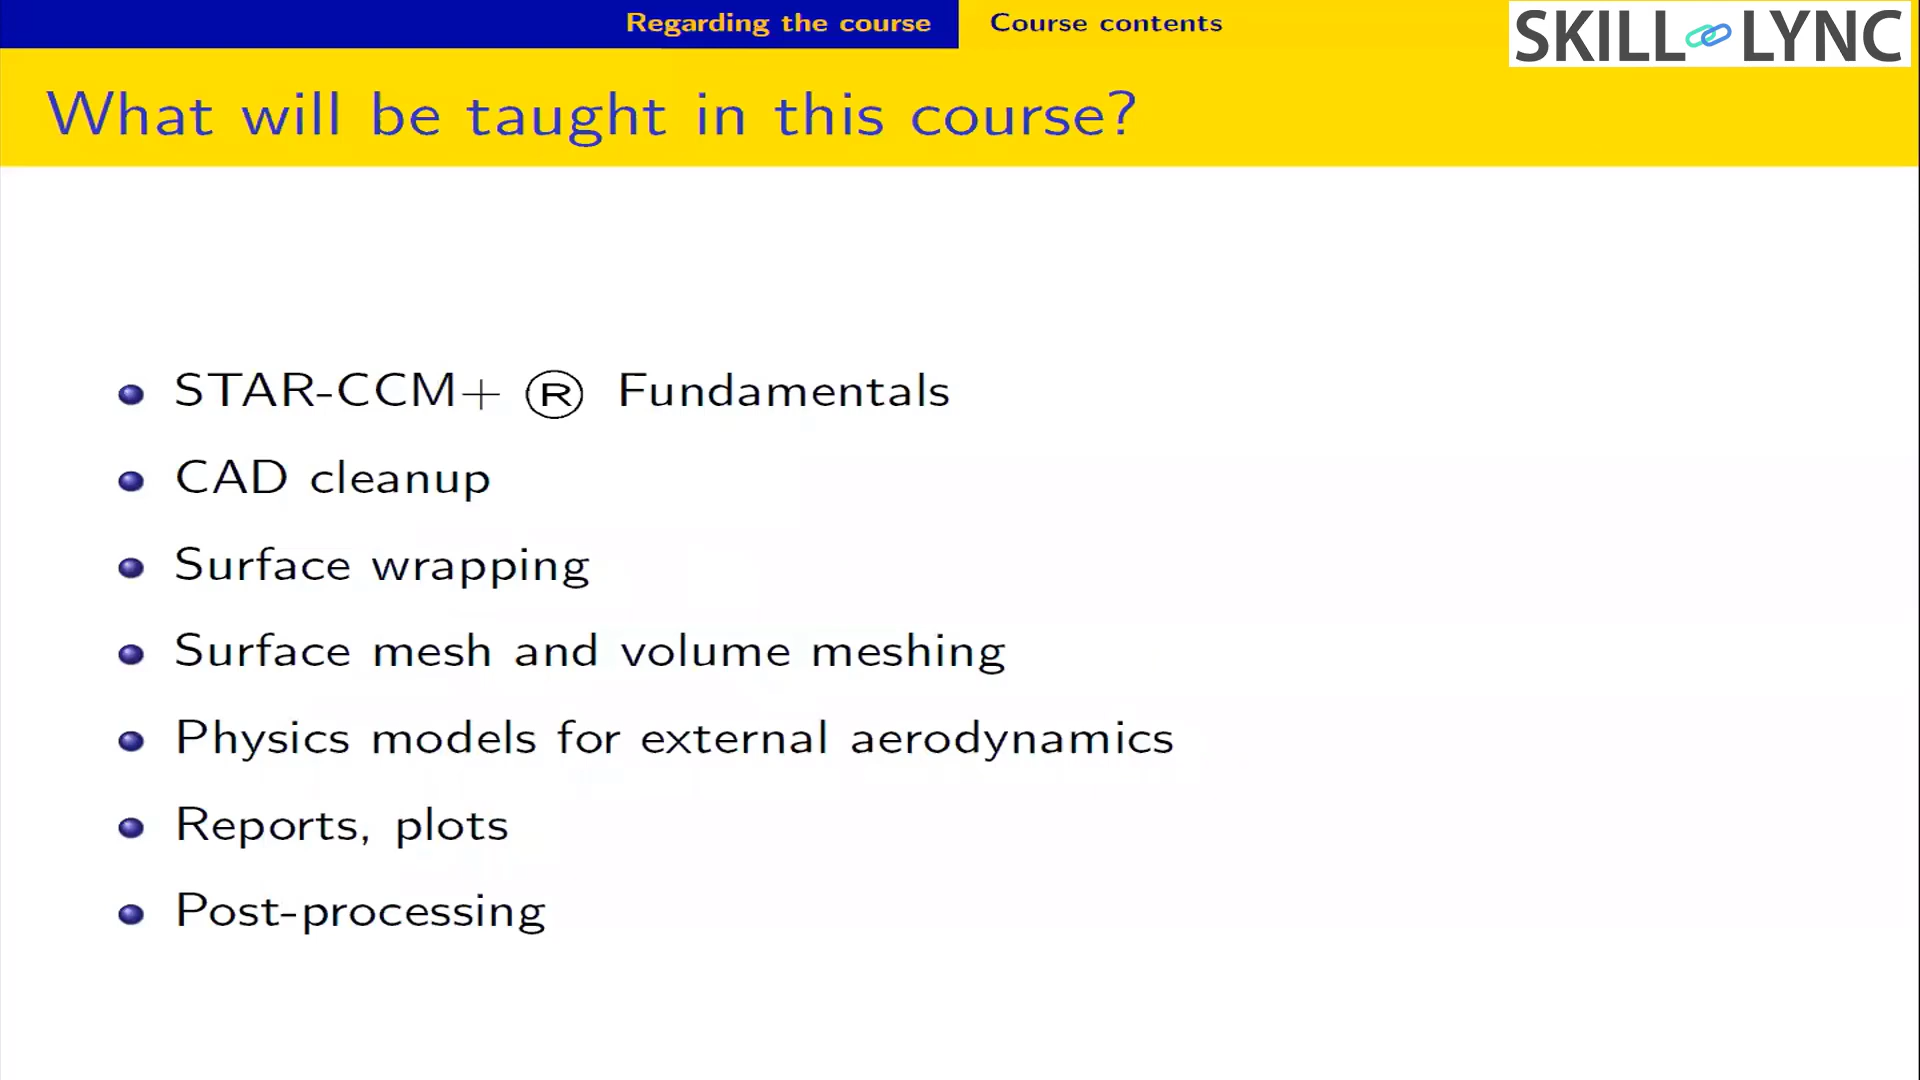 Regarding the course Course contents
SKILL LYNC
What will be taught in this course?
STAR-CCM+ ® Fundamentals
CAD cleanup
Surface wrapping
Surface mesh and volume meshing
Physics models for external aerodynamics
Reports, plots
Post-processing